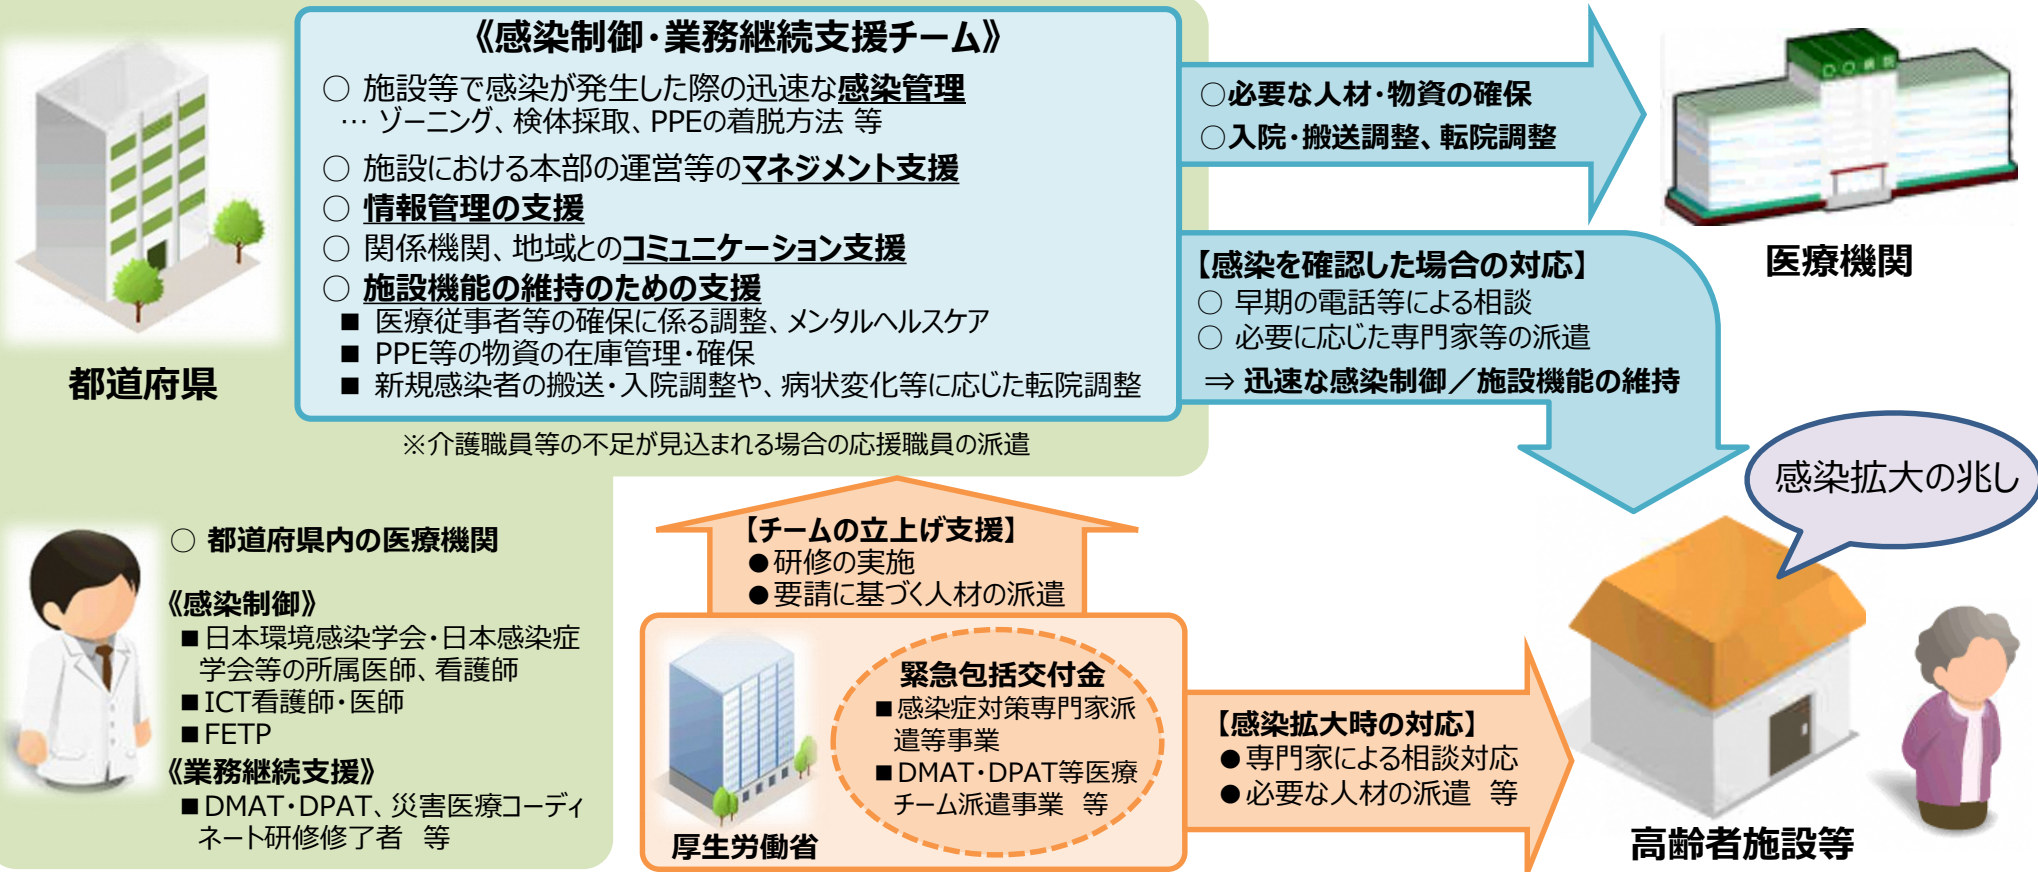 《感染制御・業務継続支援チーム》
○ 施設等で感染が発生した際の迅速な感染管理
… ゾーニング、検体採取、PPEの着脱方法 等
○ 施設における本部の運営等のマネジメント支援
○ 情報管理の支援
○ 関係機関、地域とのコミュニケーション支援
○ 施設機能の維持のための支援
■ 医療従事者等の確保に係る調整、メンタルヘルスケア
■ PPE等の物資の在庫管理・確保
■ 新規感染者の搬送・入院調整や、病状変化等に応じた転院調整
※介護職員等の不足が見込まれる場合の応援職員の派遣
都道府県
○必要な人材・物資の確保
○入院・搬送調整、転院調整
○○病院
医療機関
【感染を確認した場合の対応】
○ 早期の電話等による相談
○ 必要に応じた専門家等の派遣
⇒ 迅速な感染制御／施設機能の維持
感染拡大の兆し
○ 都道府県内の医療機関
《感染制御》
■日本環境感染学会・日本感染症
学会等の所属医師、看護師
■ICT看護師・医師
■FETP
《業務継続支援》
■DMAT・DPAT、災害医療コーディ
ネート研修修了者 等
【チームの立上げ支援】
●研修の実施
●要請に基づく人材の派遣
緊急包括交付金
■感染症対策専門家派
遣等事業
■DMAT・DPAT等医療
チーム派遣事業 等
厚生労働省
【感染拡大時の対応】
●専門家による相談対応
●必要な人材の派遣 等
高齢者施設等